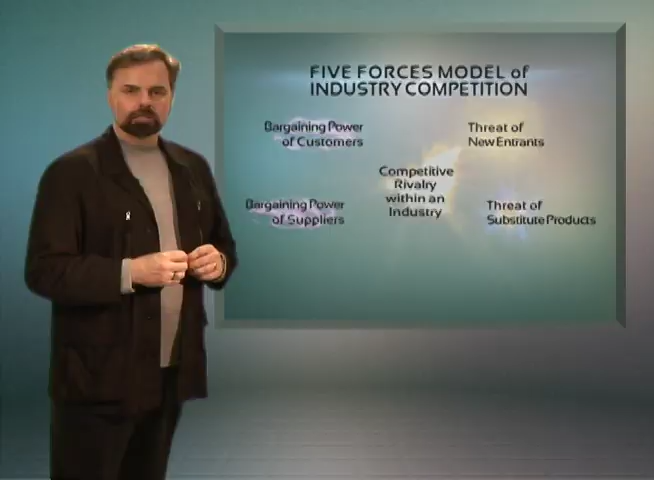 FIVE FORCES MODEL of
INDUSTRY COMPETITION
Bargaining Power
of Customers
Threat of
New Entrants
Competitive
Rivalry
within an
Industry
Bargaining Power
of Suppliers
Threat of
Substitute Products